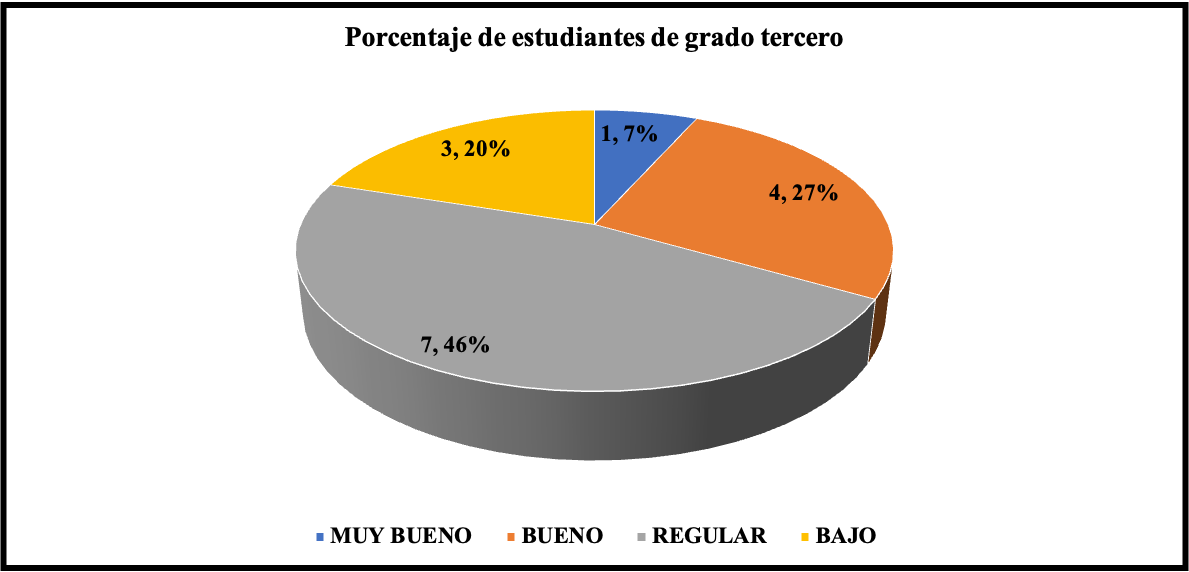 Porcentaje de estudiantes de grado tercero
1, 7%
3, 20%
4, 27%
7, 46%
MUY BUENO BUENO REGULAR BAJO